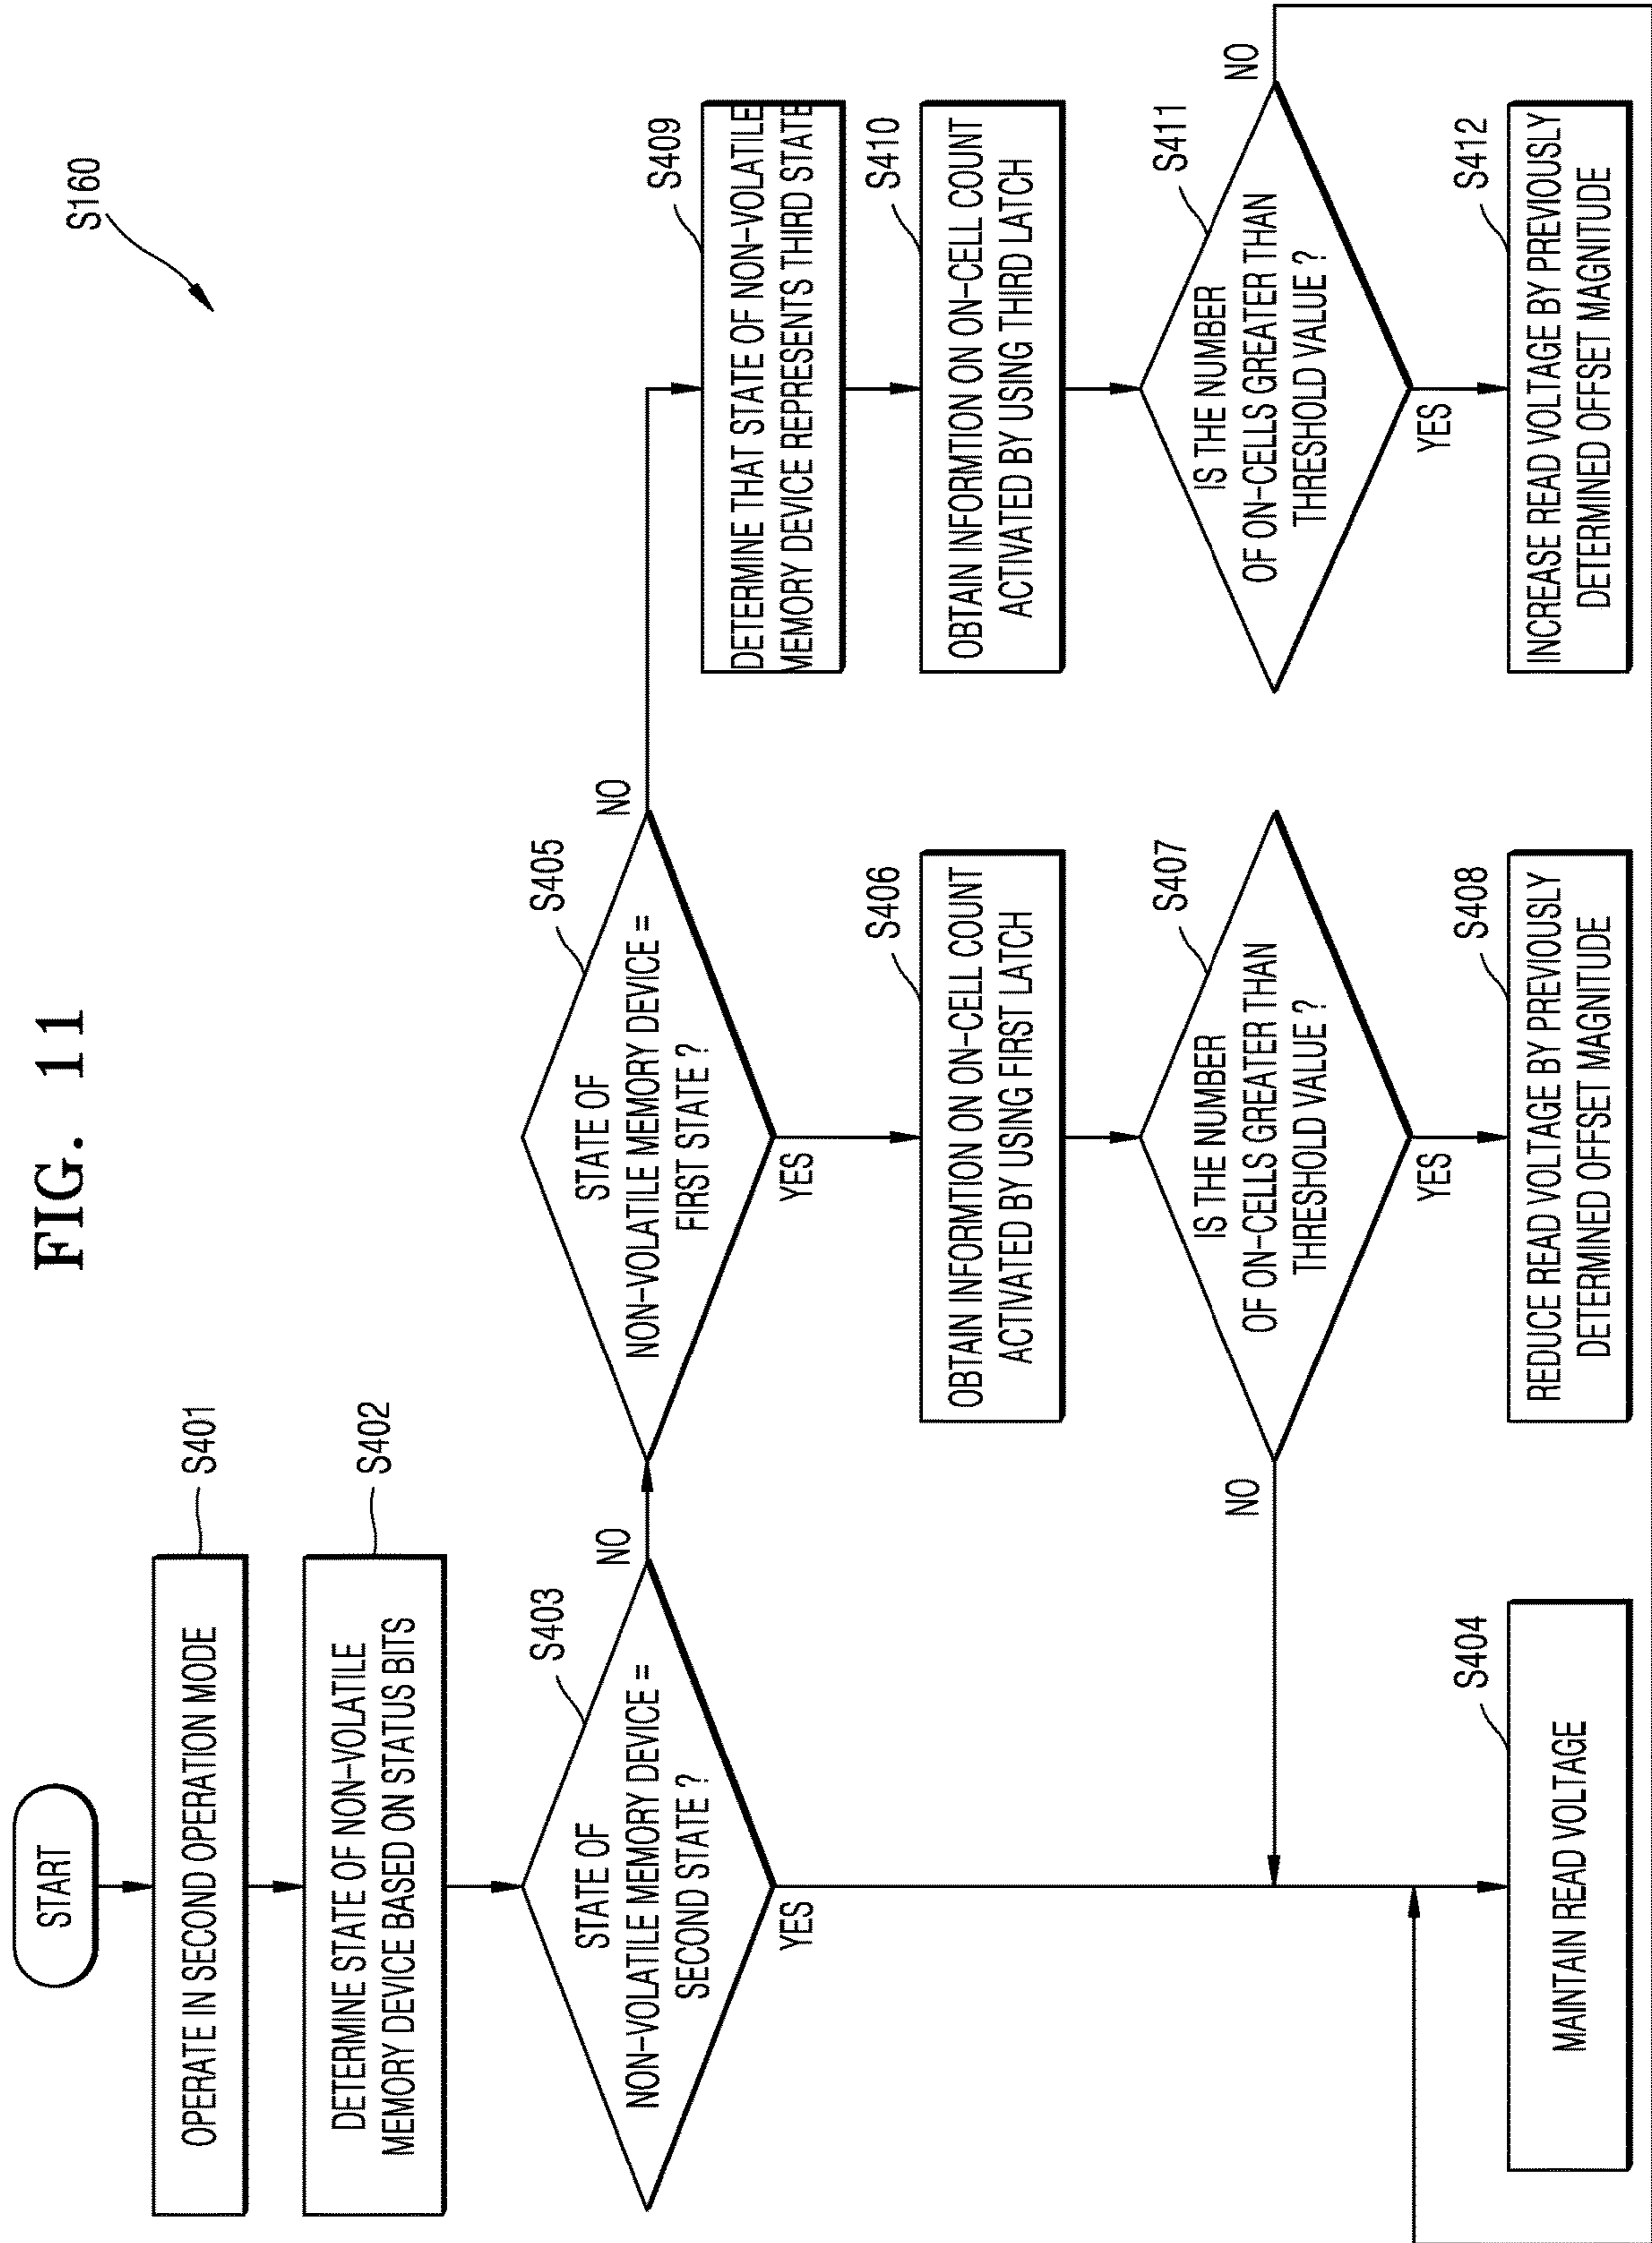 FIG. 11
S160
START
S401
OPERATE IN SECOND OPERATION MODE
S402
DETERMINE STATE OF NON-VOLATILE
MEMORY DEVICE BASED ON STATUS BITS
S403
STATE OF
NON-VOLATILE MEMORY DEVICE =
SECOND STATE ?
NO
YES
S405
STATE OF
NON-VOLATILE MEMORY DEVICE =
FIRST STATE ?
NO
YES
S409
DETERMINE THAT STATE OF NON-VOLATILE
MEMORY DEVICE REPRESENTS THIRD STATE
S406
OBTAIN INFORMTION ON ON-CELL COUNT
ACTIVATED BY USING FIRST LATCH
S410
OBTAIN INFORMTION ON ON-CELL COUNT
ACTIVATED BY USING THIRD LATCH
S407
IS THE NUMBER
OF ON-CELLS GREATER THAN
THRESHOLD VALUE ?
NO
YES
S411
IS THE NUMBER
OF ON-CELLS GREATER THAN
THRESHOLD VALUE ?
NO
YES
S404
MAINTAIN READ VOLTAGE
S408
REDUCE READ VOLTAGE BY PREVIOUSLY
DETERMINED OFFSET MAGNITUDE
S412
INCREASE READ VOLTAGE BY PREVIOUSLY
DETERMINED OFFSET MAGNITUDE